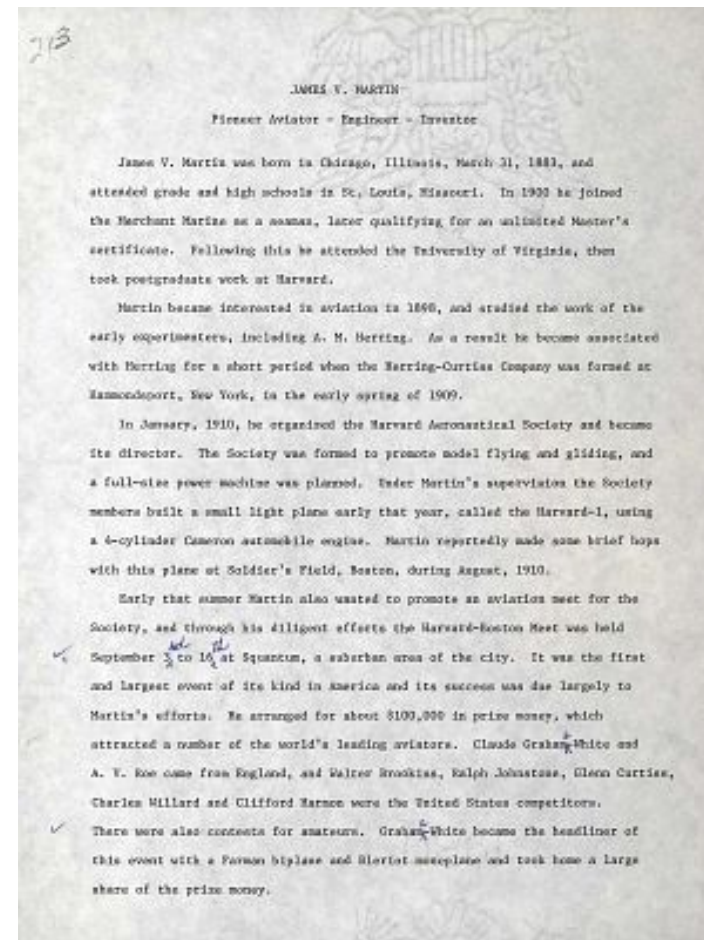 213
JAMES V. MARTIN
Pioneer Aviator - Engineer - Inventor
James V. Martin was born in Chicago, Illinois, March 31, 1883, and
attended grade and high schools in St. Louis, Missouri. In 1900 he joined
the Merchant Marine as a seaman, later qualifying for an unlimited Master's
certificate. Following this he attended the University of Virginia, then
took postgraduate work at Harvard.
Martin became interested in aviation in 1898, and studied the work of the
early experimenters, including A. M. Herring. As a result he became associated
with Herring for a short period when the Herring-Curtiss Company was formed at
Hammondsport, New York, in the early spring of 1909.
In January, 1910, he organized the Harvard Aeronautical Society and became
its director. The Society was formed to promote model flying and gliding, and
a full-size power machine was planned. Under Martin's supervision the Society
members built a small light plane early that year, called the Harvard-1, using
a 4-cylinder Cameron automobile engine. Martin reportedly made some brief hops
with this plane at Soldier's Field, Boston, during August, 1910.
Early that summer Martin also wanted to promote an aviation meet for the
Society, and through his diligent efforts the Harvard-Boston Meet was held
September 3rd to 16th at Squantum, a suburban area of the city. It was the first
and largest event of its kind in America and its success was due largely to
Martin's efforts. He arranged for about $100,000 in prize money, which
attracted a number of the world's leading aviators. Claude Graham-White and
A. V. Roe came from England, and Walter Brookins, Ralph Johnstone, Glenn Curtiss,
Charles Willard and Clifford Harmon were the United States competitors.
There were also contests for amateurs. Graham-White became the headliner of
this event with a Farman biplane and Bleriot monoplane and took home a large
share of the prize money.